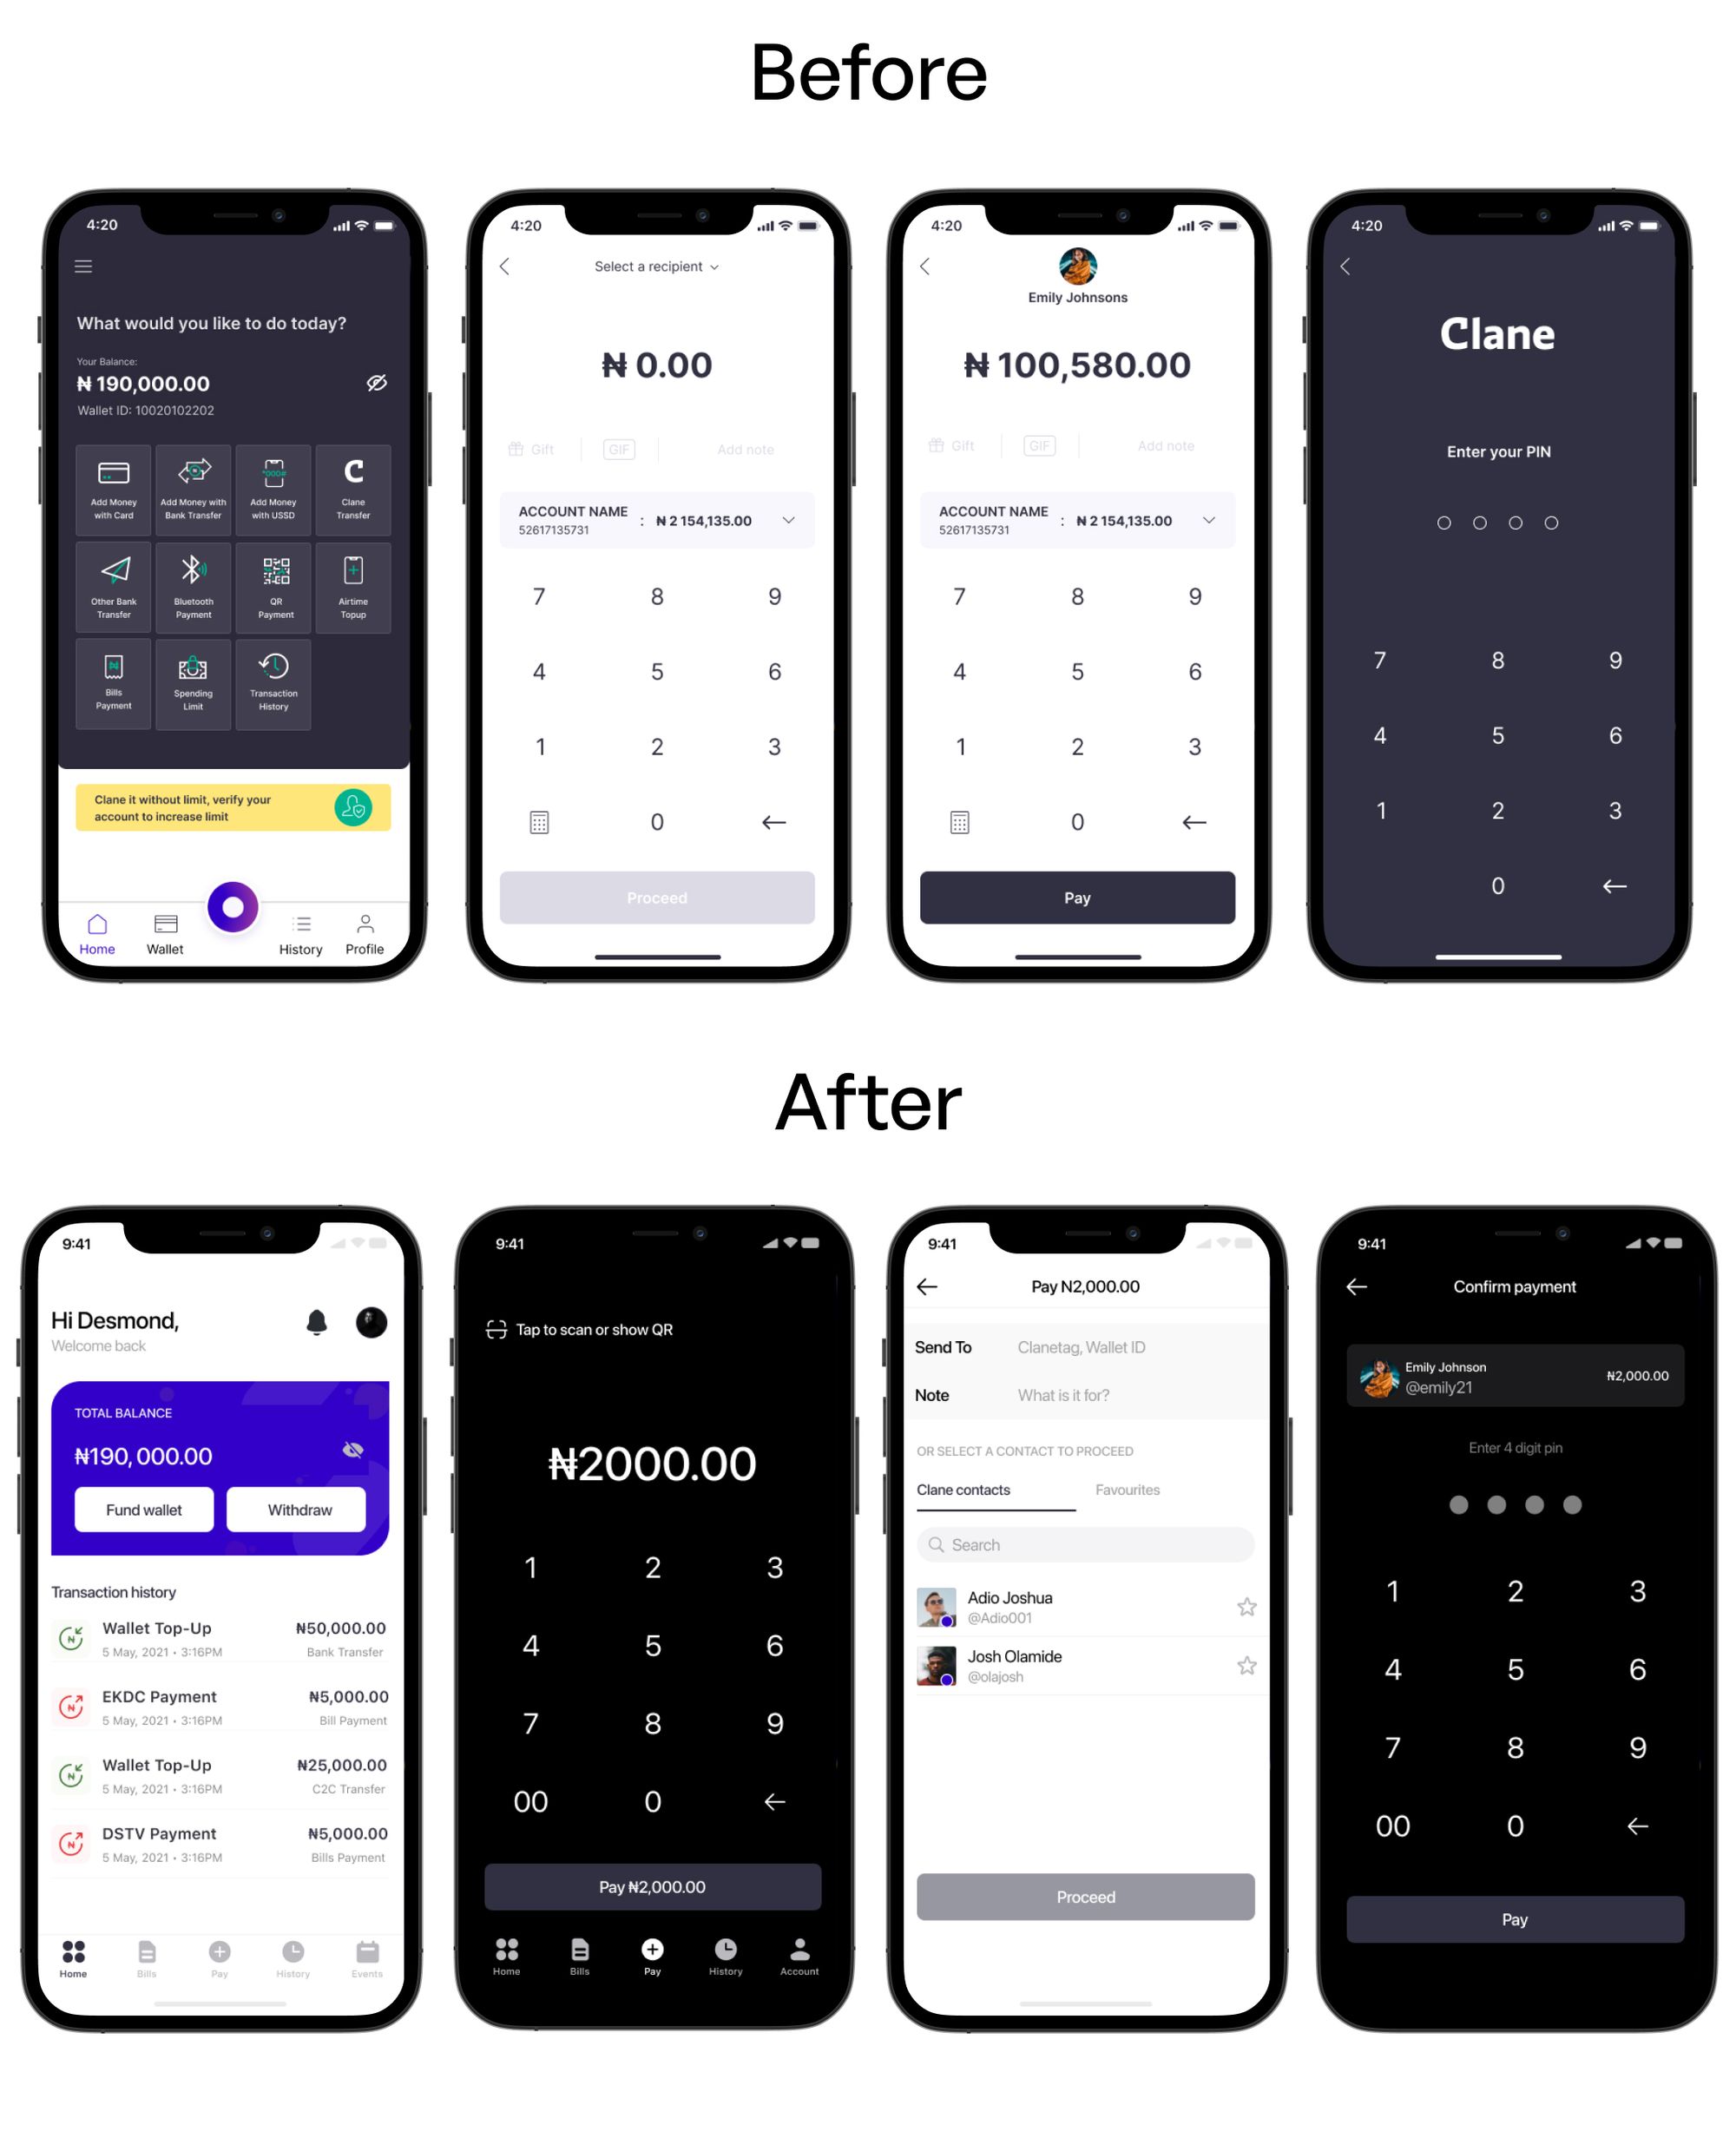 Before
4:20
What would you like to do today?
Your Balance:
₦ 190,000.00
Wallet ID: 10020102202
Add Money
with Card
Add Money with
Bank Transfer
*000#
Add Money
with USSD
C
Clane
Transfer
Other Bank
Transfer
Bluetooth
Payment
QR
Payment
Airtime
Topup
Bills
Payment
Spending
Limit
Transaction
History
Clane it without limit, verify your
account to increase limit
Home
Wallet
History
Profile
4:20
Select a recipient
₦ 0.00
Gift
GIF
Add note
ACCOUNT NAME
52617135731
: ₦ 2 154,135.00
7 8 9
4 5 6
1 2 3
0
Proceed
4:20
Emily Johnsons
₦ 100,580.00
Gift
GIF
Add note
ACCOUNT NAME
52617135731
: ₦ 2 154,135.00
7 8 9
4 5 6
1 2 3
0
Pay
4:20
Clane
Enter your PIN
7 8 9
4 5 6
1 2 3
0
After
9:41
Hi Desmond,
Welcome back
TOTAL BALANCE
₦190, 000.00
Fund wallet
Withdraw
Transaction history
Wallet Top-Up ₦50,000.00
5 May, 2021 • 3:16PM Bank Transfer
EKDC Payment ₦5,000.00
5 May, 2021 • 3:16PM Bill Payment
Wallet Top-Up ₦25,000.00
5 May, 2021 • 3:16PM C2C Transfer
DSTV Payment ₦5,000.00
5 May, 2021 • 3:16PM Bills Payment
Home
Bills
Pay
History
Events
9:41
Tap to scan or show QR
₦2000.00
1 2 3
4 5 6
7 8 9
00 0
Pay ₦2,000.00
Home
Bills
Pay
History
Account
9:41
Pay N2,000.00
Send To Clanetag, Wallet ID
Note What is it for?
OR SELECT A CONTACT TO PROCEED
Clane contacts
Favourites
Search
Adio Joshua
@Adio001
Josh Olamide
@olajosh
Proceed
9:41
Confirm payment
Emily Johnson
@emily21
₦2,000.00
Enter 4 digit pin
1 2 3
4 5 6
7 8 9
00 0
Pay